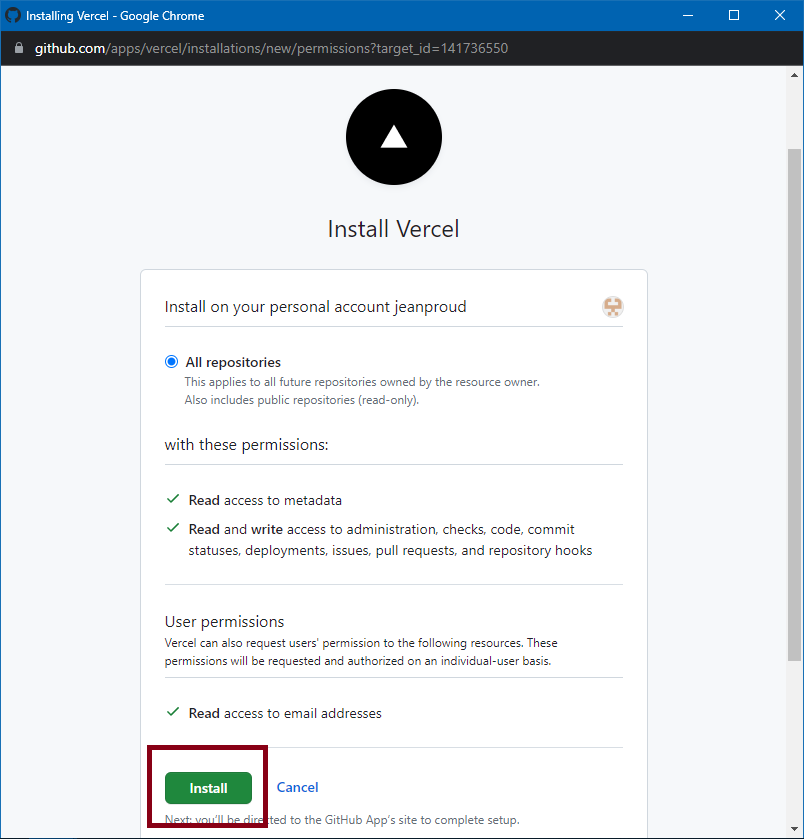 Installing Vercel - Google Chrome
github.com/apps/vercel/installations/new/permissions?target_id=141736550
Install Vercel
Install on your personal account jeanproud
All repositories
This applies to all future repositories owned by the resource owner.
Also includes public repositories (read-only).
with these permissions:
Read access to metadata
Read and write access to administration, checks, code, commit
statuses, deployments, issues, pull requests, and repository hooks
User permissions
Vercel can also request users' permission to the following resources. These
permissions will be requested and authorized on an individual-user basis.
Read access to email addresses
Install
Cancel
Next: you'll be directed to the GitHub App's site to complete setup.